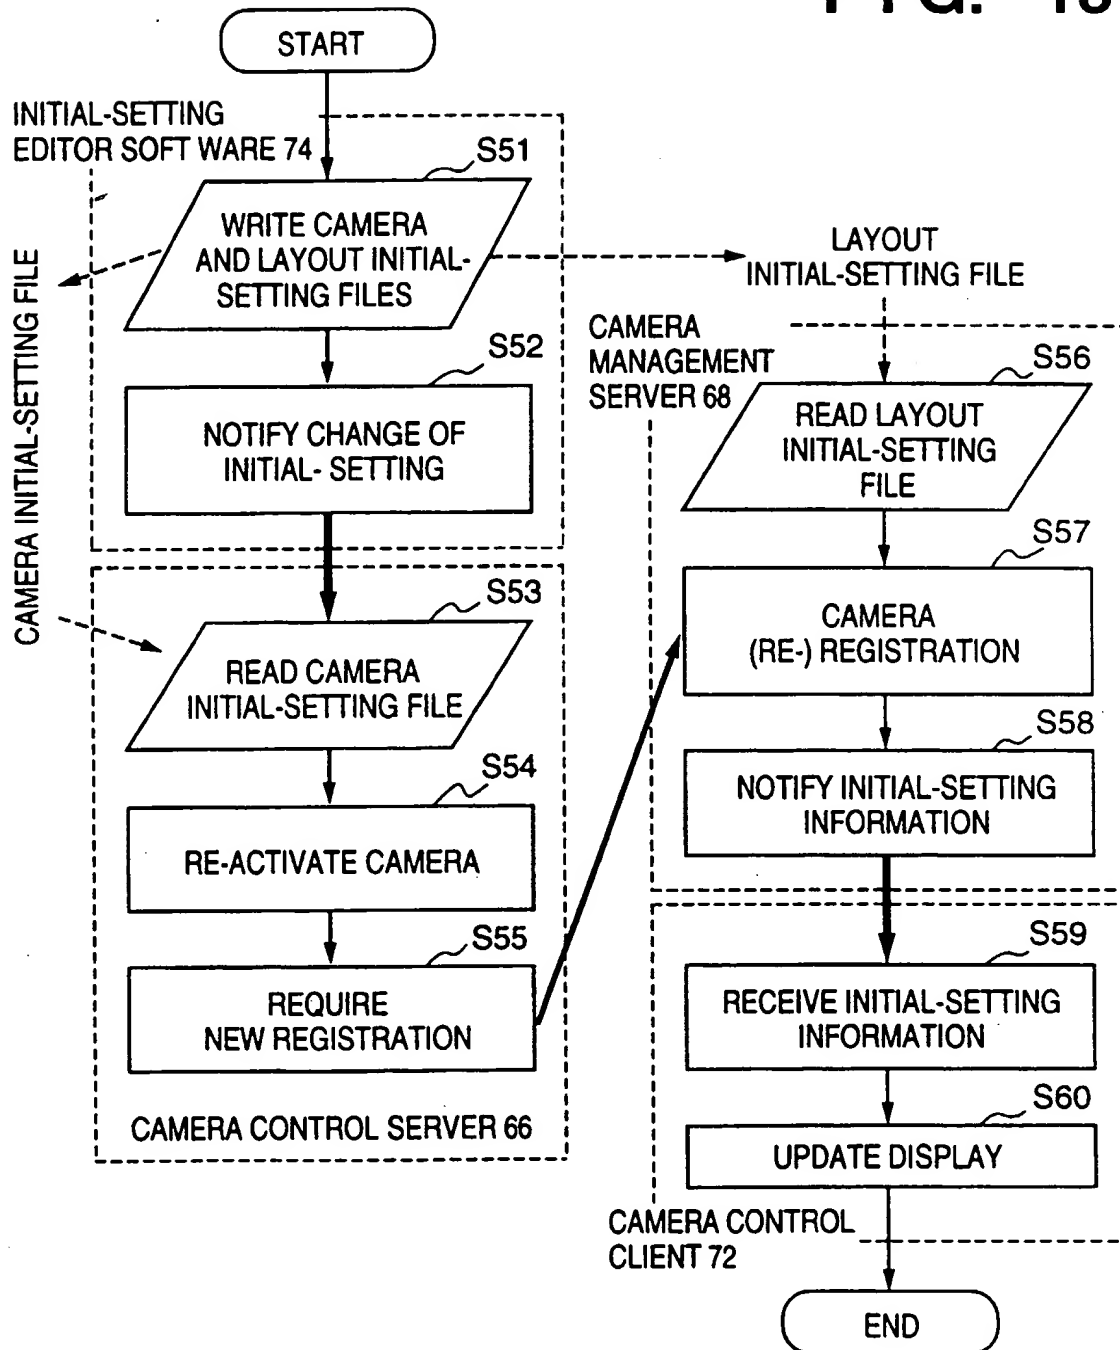 FIG.
START
INITIAL-SETTING
EDITOR SOFT WARE 74
S51
WRITE CAMERA
AND LAYOUT INITIAL-
SETTING FILES
CAMERA INITIAL-SETTING FILE
S52
NOTIFY CHANGE OF
INITIAL- SETTING
S53
READ CAMERA
INITIAL-SETTING FILE
S54
RE-ACTIVATE CAMERA
S55
REQUIRE
NEW REGISTRATION
CAMERA CONTROL SERVER 66
LAYOUT
INITIAL-SETTING FILE
CAMERA
MANAGEMENT
SERVER 68
S56
READ LAYOUT
INITIAL-SETTING
FILE
S57
CAMERA
(RE-) REGISTRATION
S58
NOTIFY INITIAL-SETTING
INFORMATION
S59
RECEIVE INITIAL-SETTING
INFORMATION
S60
UPDATE DISPLAY
CAMERA CONTROL
CLIENT 72
END